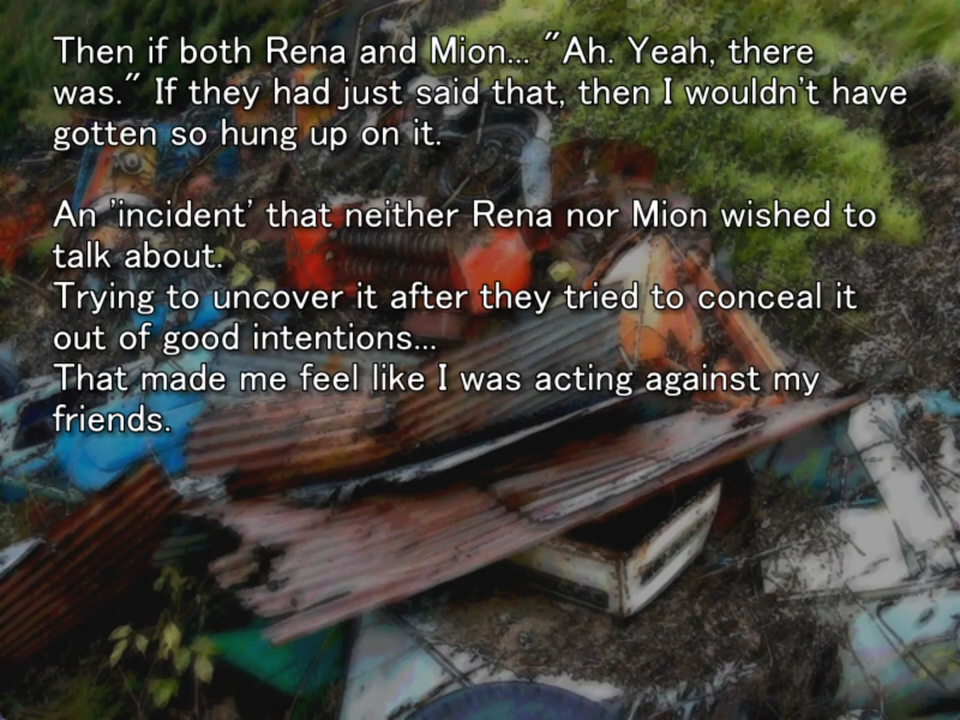 Then if both Rena and Mion... "Ah. Yeah, there
was." If they had just said that, then I wouldn't have
gotten so hung up on it.
An 'incident' that neither Rena nor Mion wished to
talk about.
Trying to uncover it after they tried to conceal it
out of good intentions...
That made me feel like I was acting against my
friends.